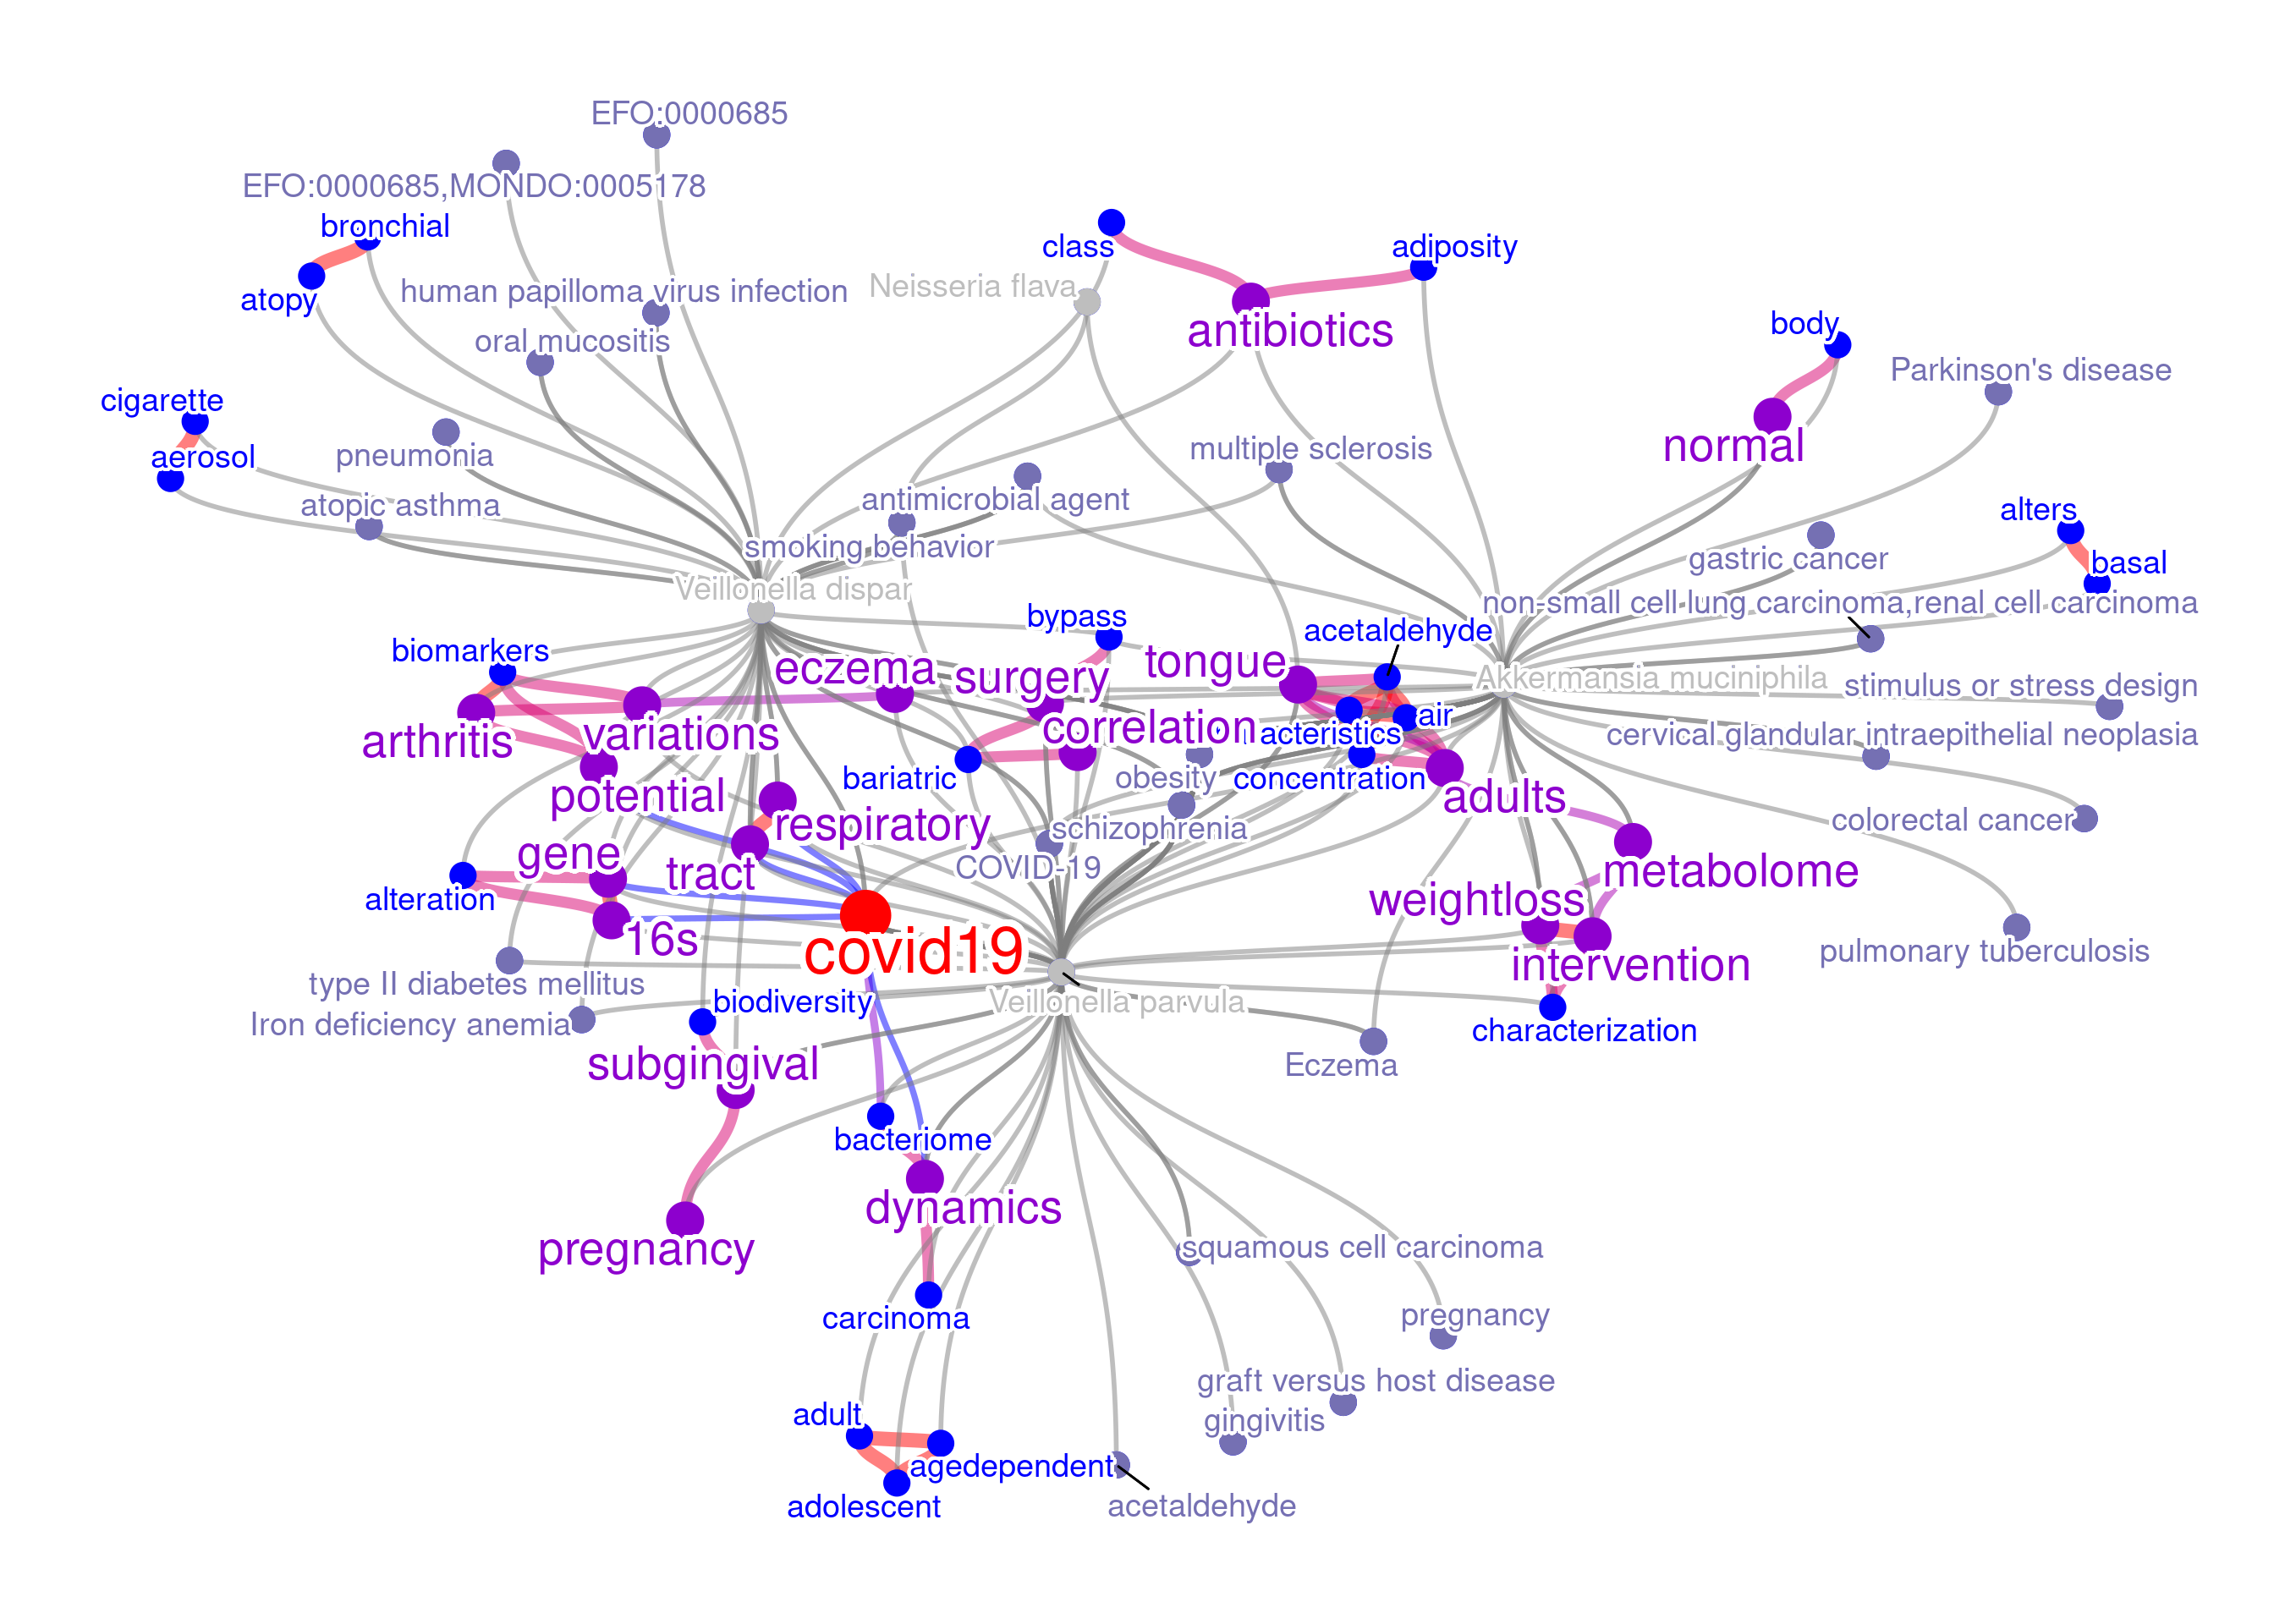 EFO:0000685
EFO:0000685,MONDO:0005178
bronchial
class
adiposity
atopy
human papilloma virus infection
Neisseria flava
antibiotics
body
oral mucositis
Parkinson's disease
cigarette
normal
aerosol
pneumonia
multiple sclerosis
atopic asthma
antimicrobial agent
alters
smoking behavior
gastric cancer
basal
Veillonella dispar
non-small cell lung carcinoma,renal cell carcinoma
bypass
acetaldehyde
biomarkers
eczema
surgery
tongue
Akkermansia muciniphila
stimulus or stress design
arthritis
variations
correlation
air
acteristics
cervical glandular intraepithelial neoplasia
bariatric
obesity
concentration
potential
adults
respiratory
schizophrenia
colorectal cancer
gene
tract
COVID-19
metabolome
alteration
weightloss
16s
covid19
intervention
pulmonary tuberculosis
type II diabetes mellitus
biodiversity
Veillonella parvula
Iron deficiency anemia
characterization
subgingival
Eczema
bacteriome
dynamics
pregnancy
squamous cell carcinoma
carcinoma
pregnancy
graft versus host disease
adult
gingivitis
agedependent
adolescent
acetaldehyde